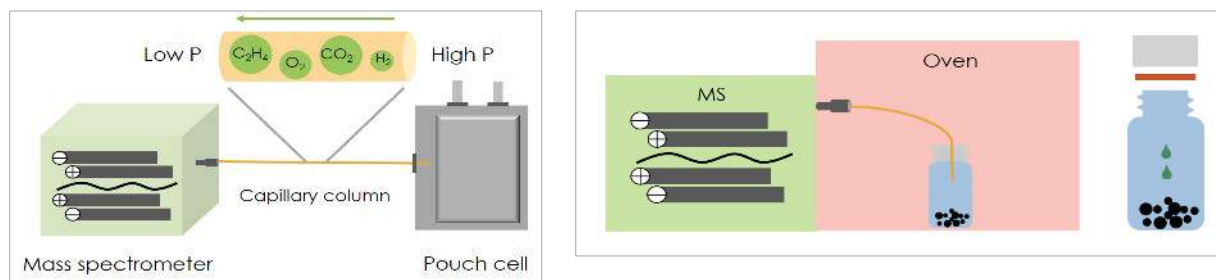 Low P
C₂H₄
O₂
CO₂
H₂
High P
Capillary column
Mass spectrometer
Pouch cell
MS
Oven